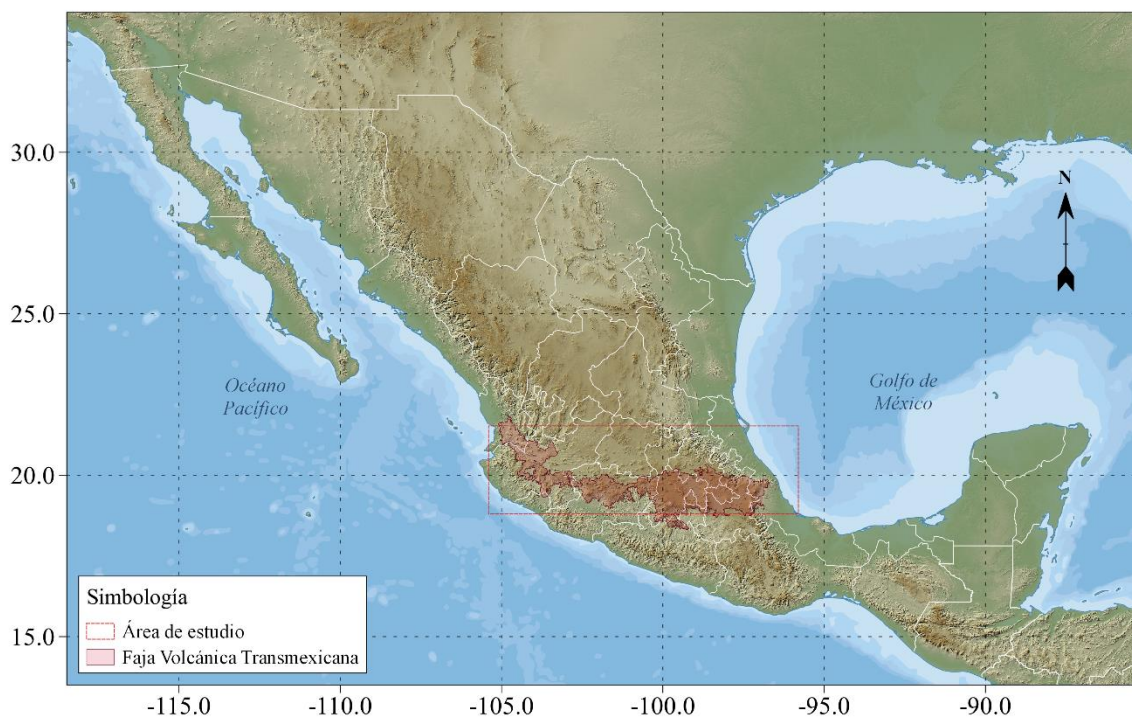 30.0
N
25.0
Océano
Pacífico
Golfo de
México
20.0
Simbología
Área de estudio
Faja Volcánica Transmexicana
15.0
-115.0 -110.0 -105.0 -100.0 -95.0 -90.0